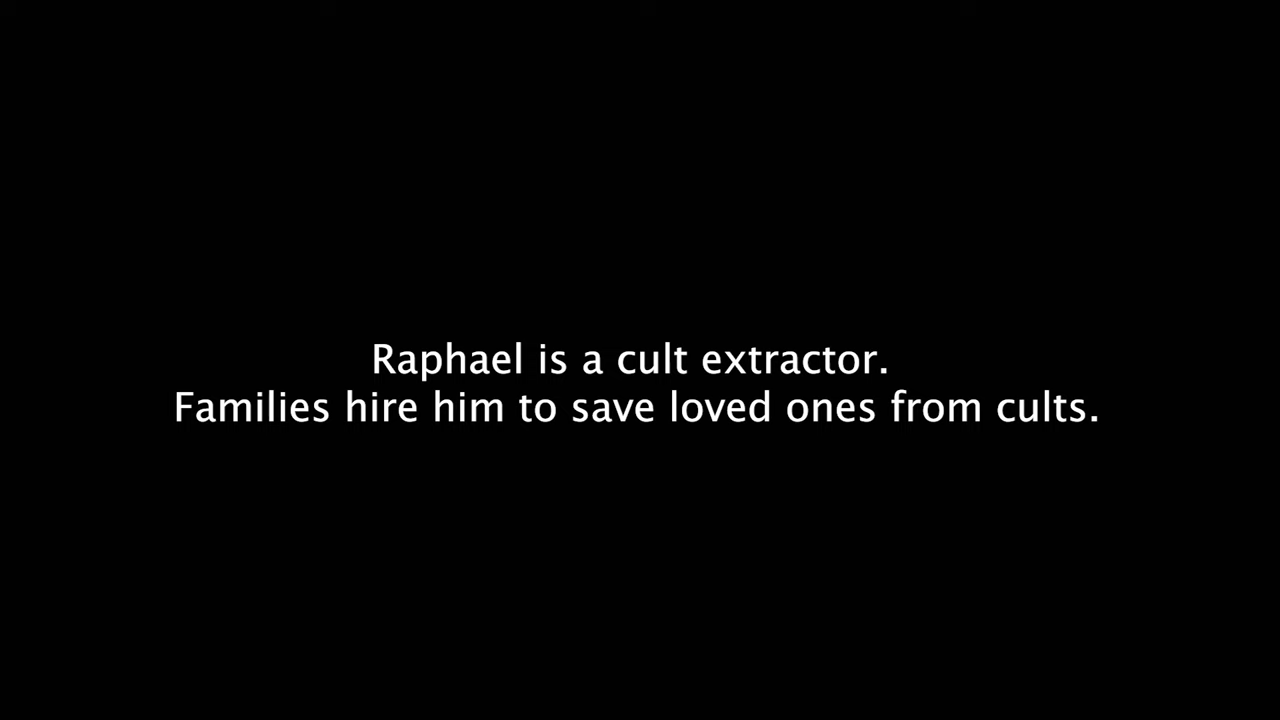 Raphael is a cult extractor.
Families hire him to save loved ones from cults.